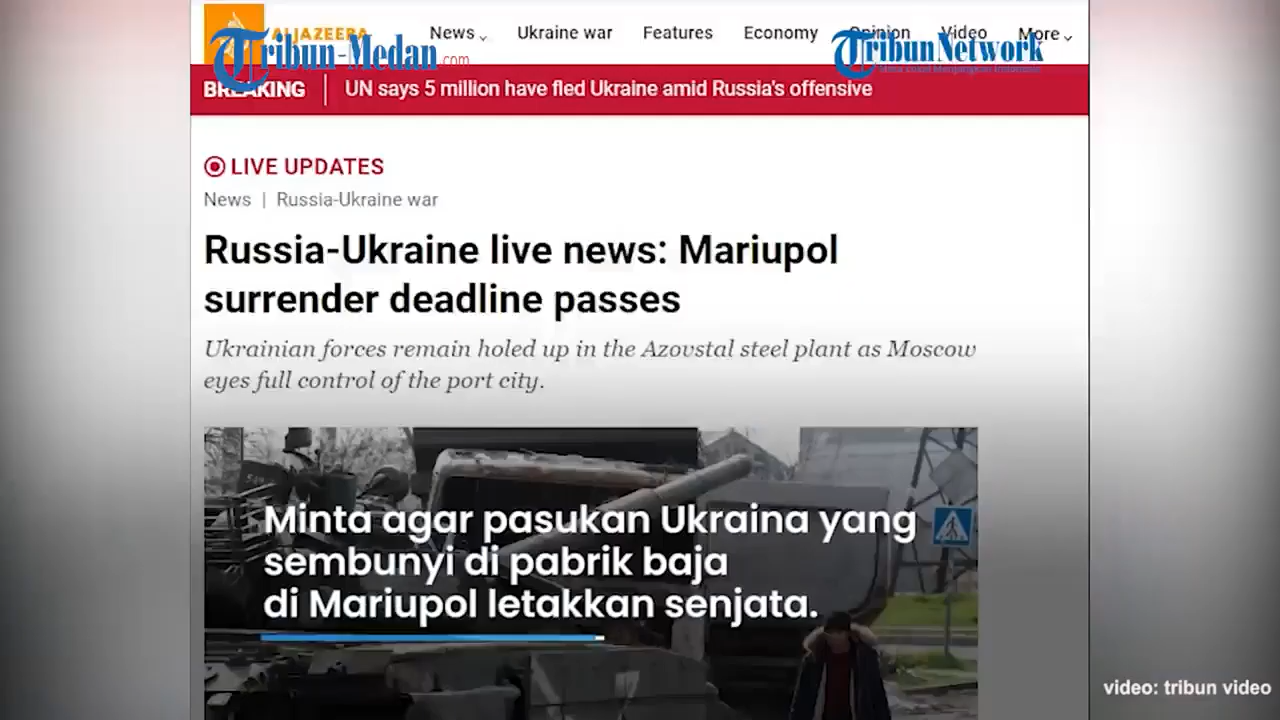 ALJAZEERA
Tribun-Medan.com
News
Ukraine war
Features
Economy
Opinion
Video
More
TribunNetwork
BREAKING
UN says 5 million have fled Ukraine amid Russia's offensive
LIVE UPDATES
News | Russia-Ukraine war
Russia-Ukraine live news: Mariupol
surrender deadline passes
Ukrainian forces remain holed up in the Azovstal steel plant as Moscow
eyes full control of the port city.
Minta agar pasukan Ukraina yang
sembunyi di pabrik baja
di Mariupol letakkan senjata.
video: tribun video